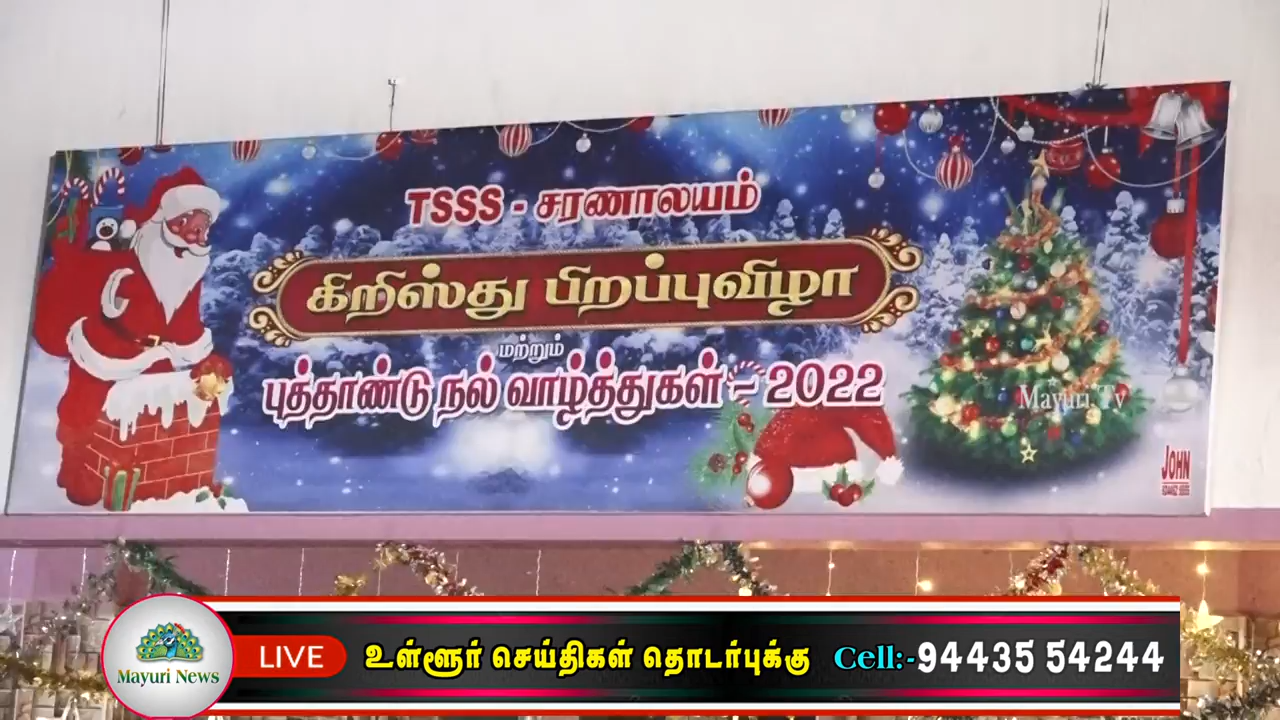 TSSS - சரணாலயம்
கிறிஸ்து பிறப்புவிழா
மற்றும்
புத்தாண்டு நல் வாழ்த்துகள் - 2022
Mayuri Tv
JOHN
Mayuri News
LIVE
உள்ளூர் செய்திகள் தொடர்புக்கு Cell:-94435 54244